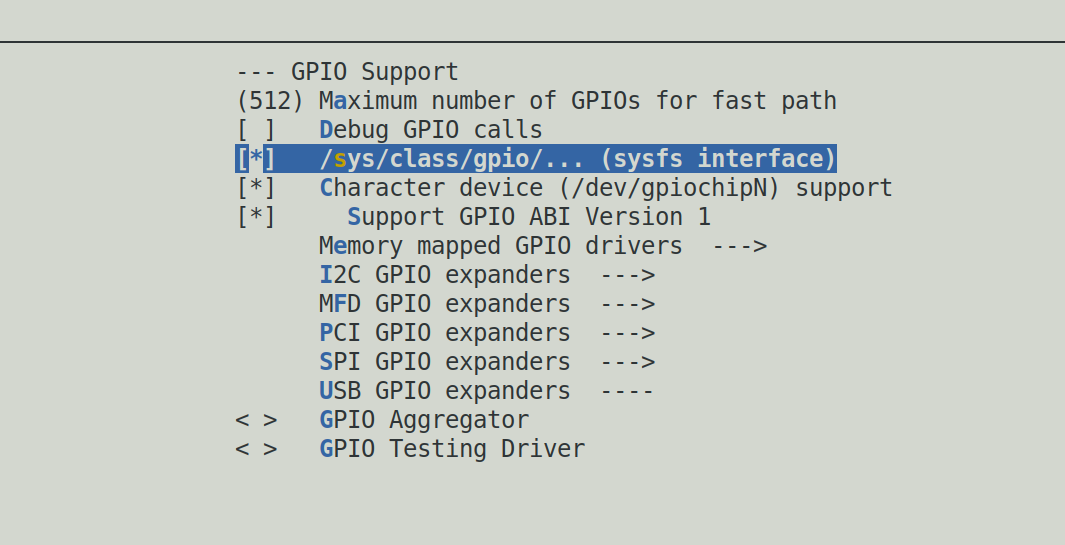 --- GPIO Support
(512) Maximum number of GPIOs for fast path
[ ]   Debug GPIO calls
[*]   /sys/class/gpio/... (sysfs interface)
[*]   Character device (/dev/gpiochipN) support
[*]     Support GPIO ABI Version 1
      Memory mapped GPIO drivers  --->
      I2C GPIO expanders  --->
      MFD GPIO expanders  --->
      PCI GPIO expanders  --->
      SPI GPIO expanders  --->
      USB GPIO expanders  ----
< >   GPIO Aggregator
< >   GPIO Testing Driver